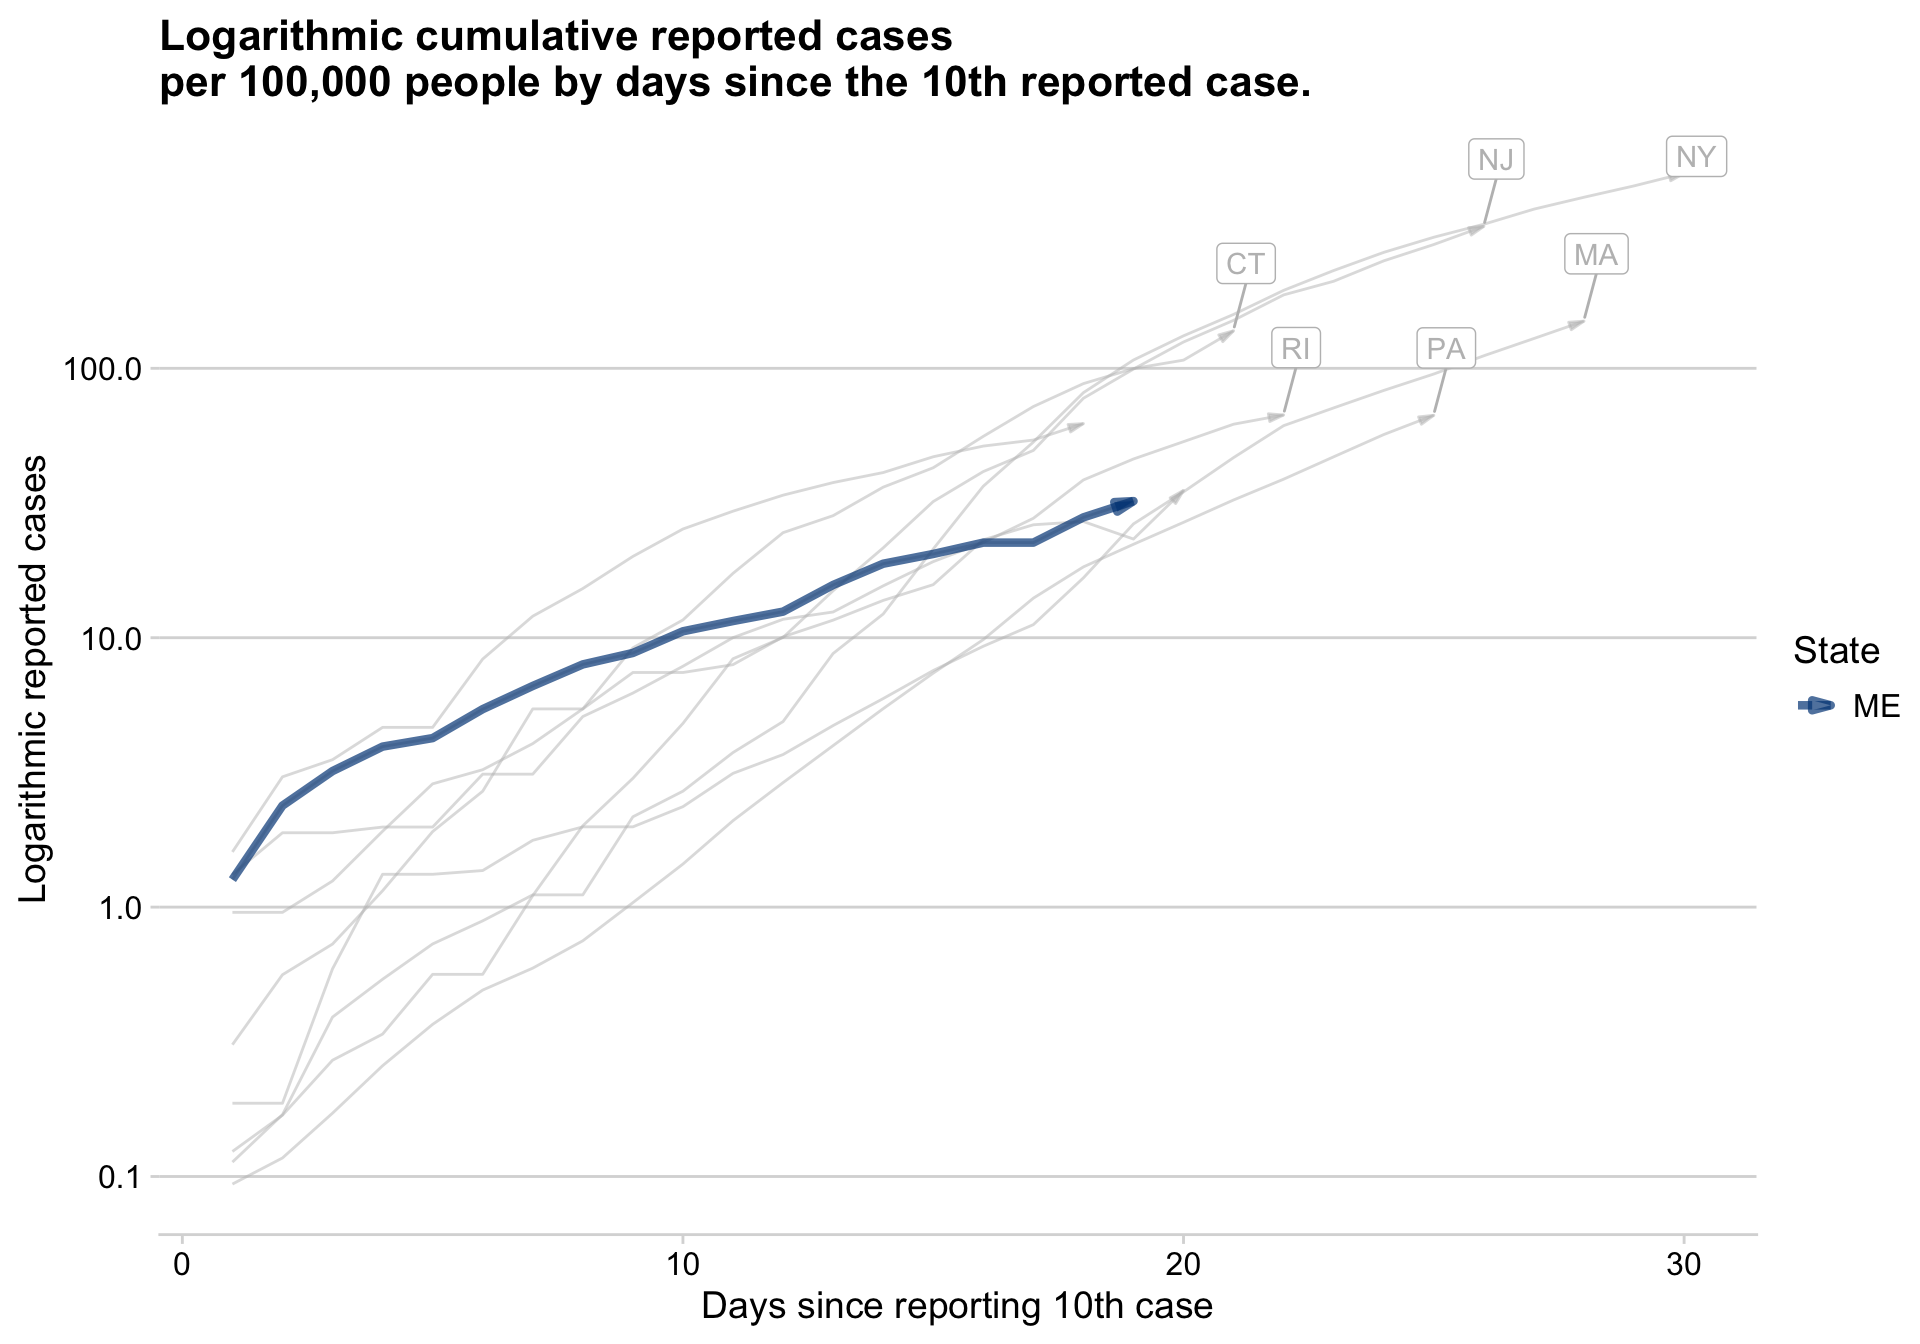 Logarithmic cumulative reported cases
per 100,000 people by days since the 10th reported case.
NJ
NY
CT
MA
RI
PA
100.0
10.0
1.0
0.1
Logarithmic reported cases
State
ME
0
10
20
30
Days since reporting 10th case